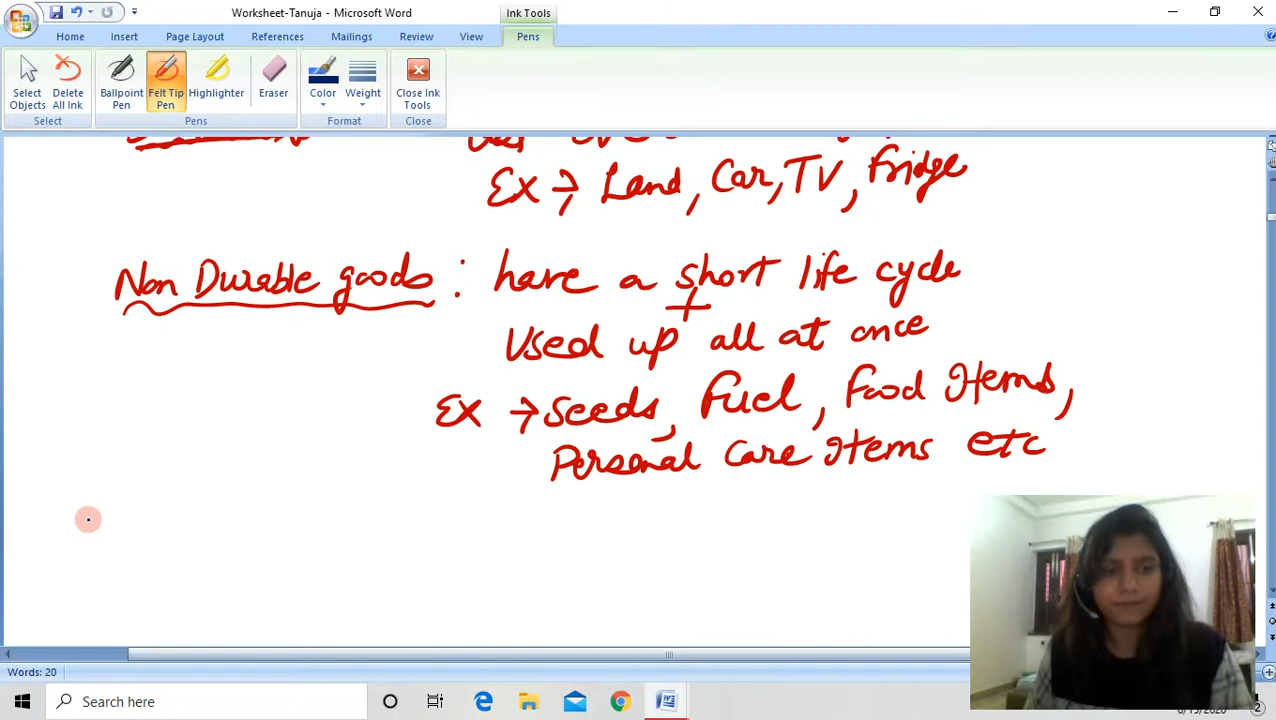 Worksheet-Tanuja - Microsoft Word
Ink Tools
Home Insert Page Layout References Mailings Review View Pens
Select Objects
Delete All Ink
Ballpoint Pen
Felt Tip Pen
Highlighter
Eraser
Color
Weight
Close Ink Tools
Select
Pens
Format
Close
Ex → Land, Car, TV, Fridge
Non Durable goods : have a short life cycle
+
Used up all at once
Ex → Seeds, Fuel, Food Items,
Personal Care Items etc
Words: 20
Search here